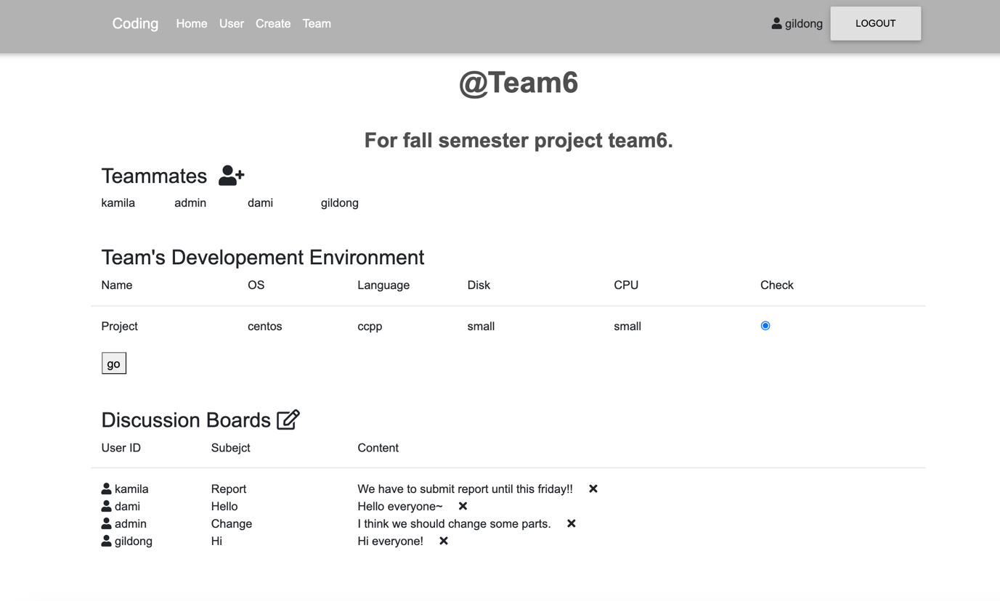 Coding Home User Create Team gildong LOGOUT
@Team6
For fall semester project team6.
Teammates
kamila admin dami gildong
Team's Developement Environment
Name OS Language Disk CPU Check
Project centos ccpp small small
go
Discussion Boards
User ID Subejct Content
kamila Report We have to submit report until this friday!!
dami Hello Hello everyone~
admin Change I think we should change some parts.
gildong Hi Hi everyone!